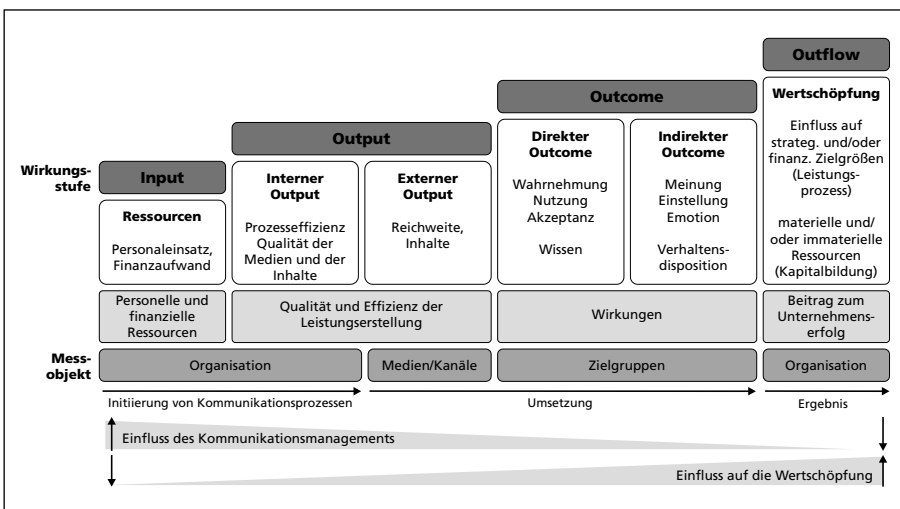 Outflow
Wertschöpfung
Einfluss auf
strateg. und/oder
finanz. Zielgrößen
(Leistungs-
prozess)
materielle und/
oder immaterielle
Ressourcen
(Kapitalbildung)
Outcome
Direkter
Outcome
Wahrnehmung
Nutzung
Akzeptanz
Wissen
Indirekter
Outcome
Meinung
Einstellung
Emotion
Verhaltens-
disposition
Output
Interner
Output
Prozesseffizienz
Qualität der
Medien und der
Inhalte
Externer
Output
Reichweite,
Inhalte
Wirkungs-
stufe
Input
Ressourcen
Personaleinsatz,
Finanzaufwand
Personelle und
finanzielle
Ressourcen
Qualität und Effizienz der
Leistungserstellung
Wirkungen
Beitrag zum
Unternehmens-
erfolg
Mess-
objekt
Organisation
Medien/Kanäle
Zielgruppen
Organisation
Initiierung von Kommunikationsprozessen
Umsetzung
Ergebnis
Einfluss des Kommunikationsmanagements
Einfluss auf die Wertschöpfung